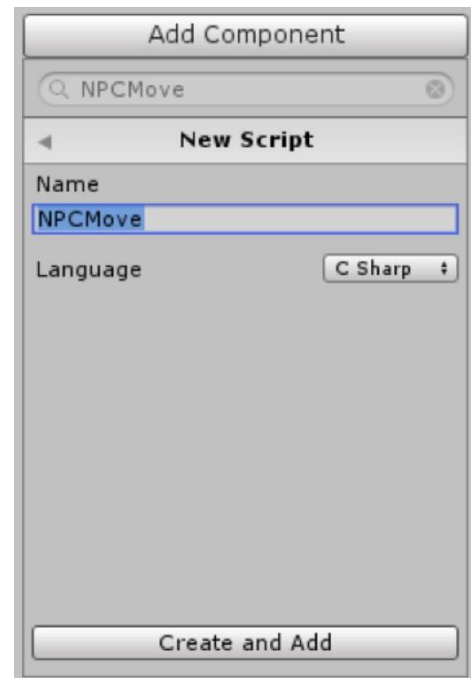 Add Component
NPCMove
New Script
Name
NPCMove
Language C Sharp
Create and Add